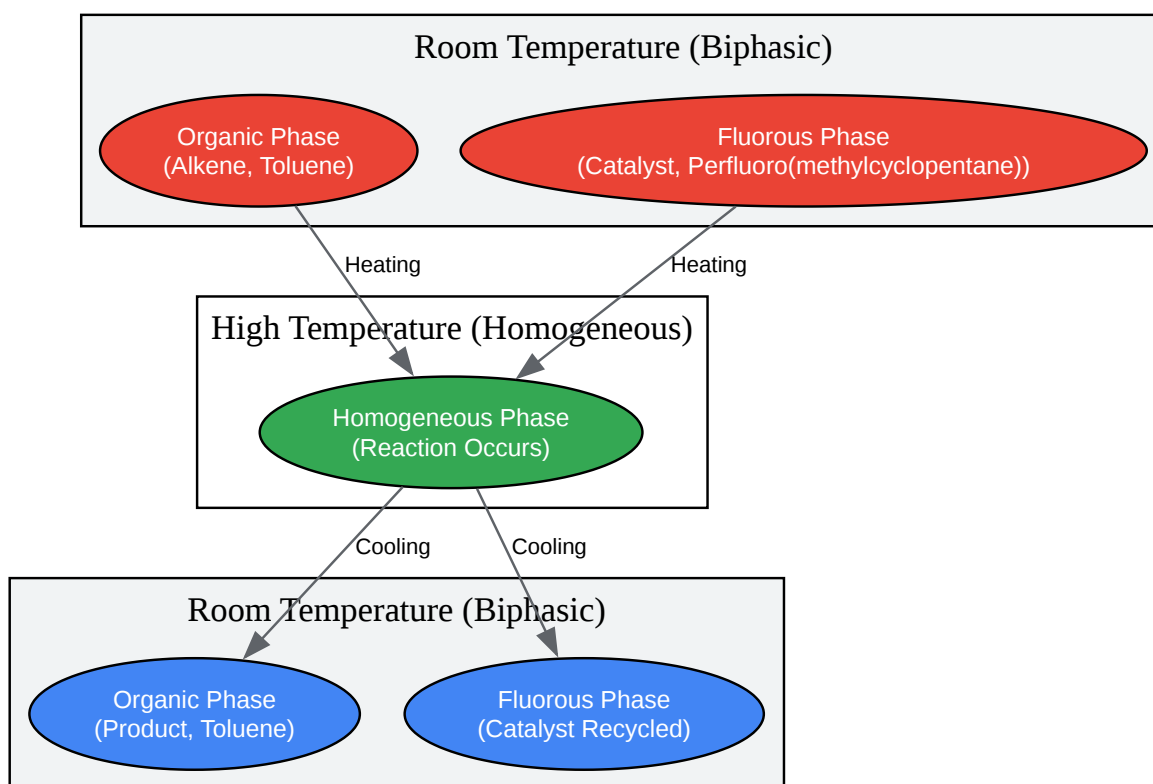 Room Temperature (Biphasic)
Organic Phase
(Alkene, Toluene)
Fluorous Phase
(Catalyst, Perfluoro(methylcyclopentane))
Heating
Heating
High Temperature (Homogeneous)
Homogeneous Phase
(Reaction Occurs)
Cooling
Cooling
Room Temperature (Biphasic)
Organic Phase
(Product, Toluene)
Fluorous Phase
(Catalyst Recycled)